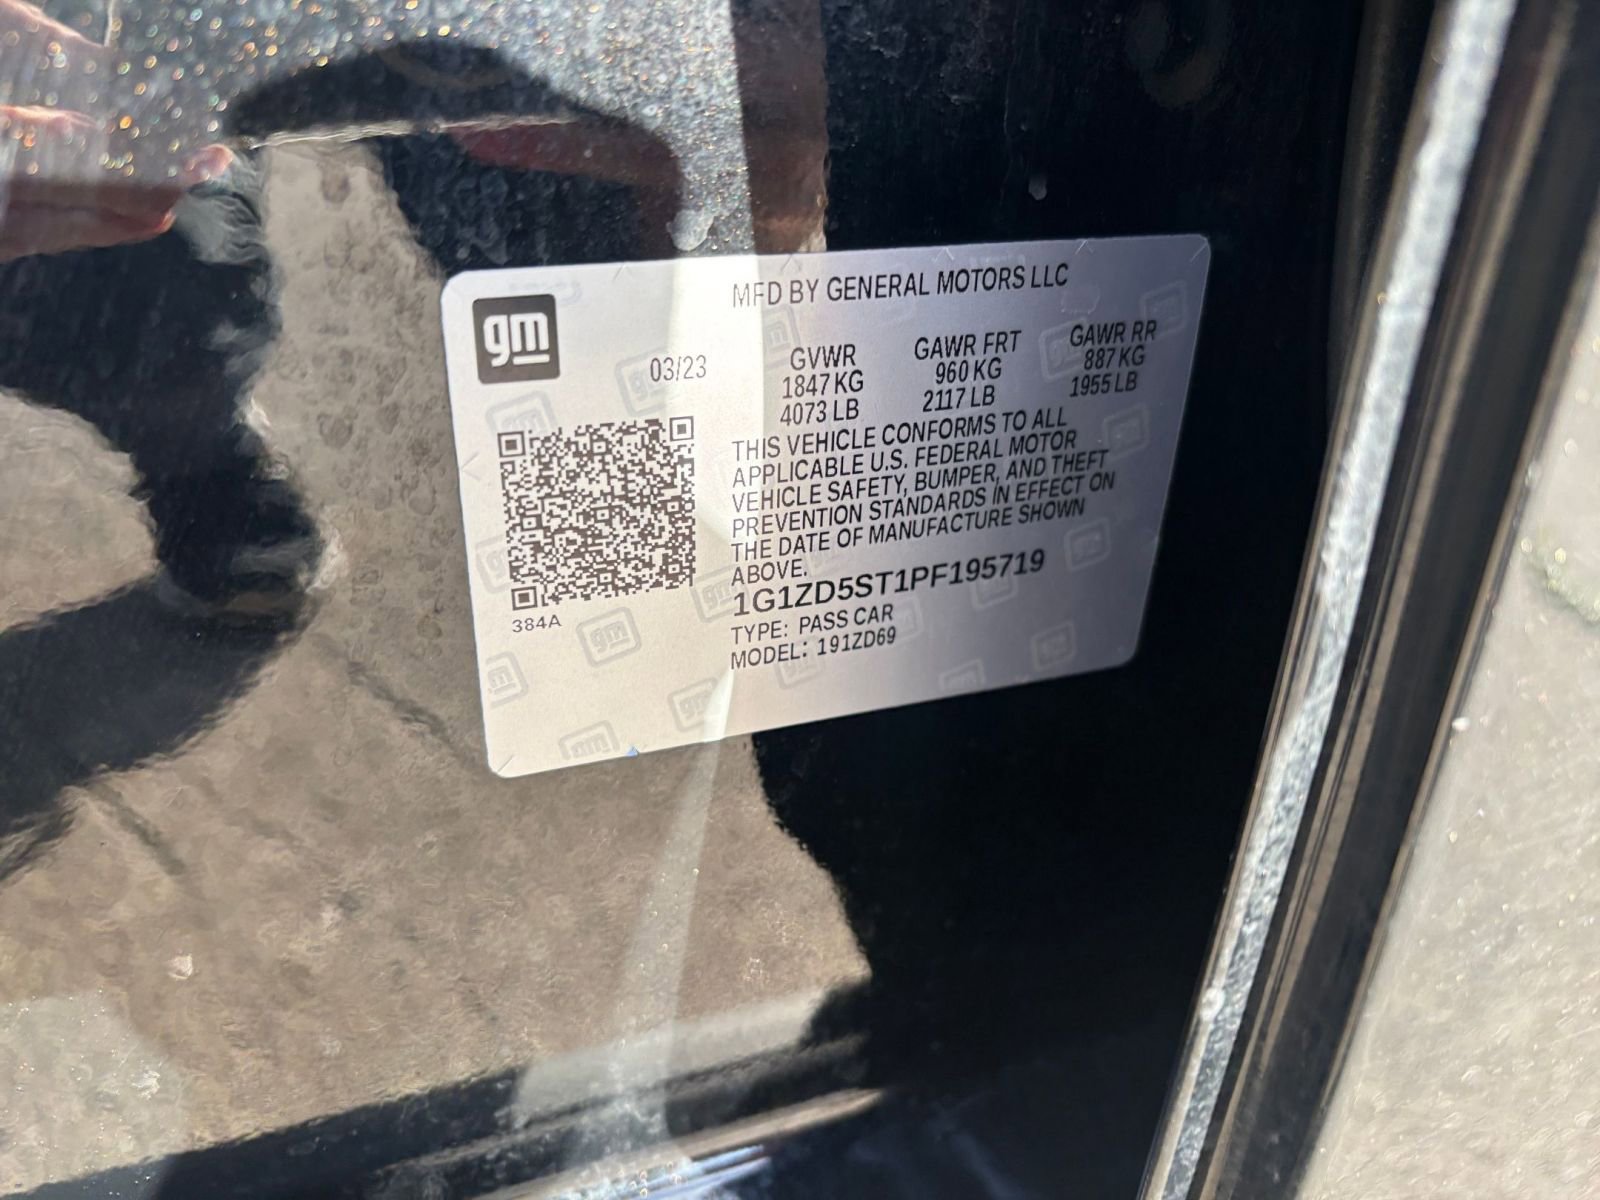 gm
MFD BY GENERAL MOTORS LLC
03/23
GVWR GAWR FRT GAWR RR
1847 KG 960 KG 887 KG
4073 LB 2117 LB 1955 LB
THIS VEHICLE CONFORMS TO ALL
APPLICABLE U.S. FEDERAL MOTOR
VEHICLE SAFETY, BUMPER, AND THEFT
PREVENTION STANDARDS IN EFFECT ON
THE DATE OF MANUFACTURE SHOWN
ABOVE.
1G1ZD5ST1PF195719
TYPE: PASS CAR
MODEL: 191ZD69
384A